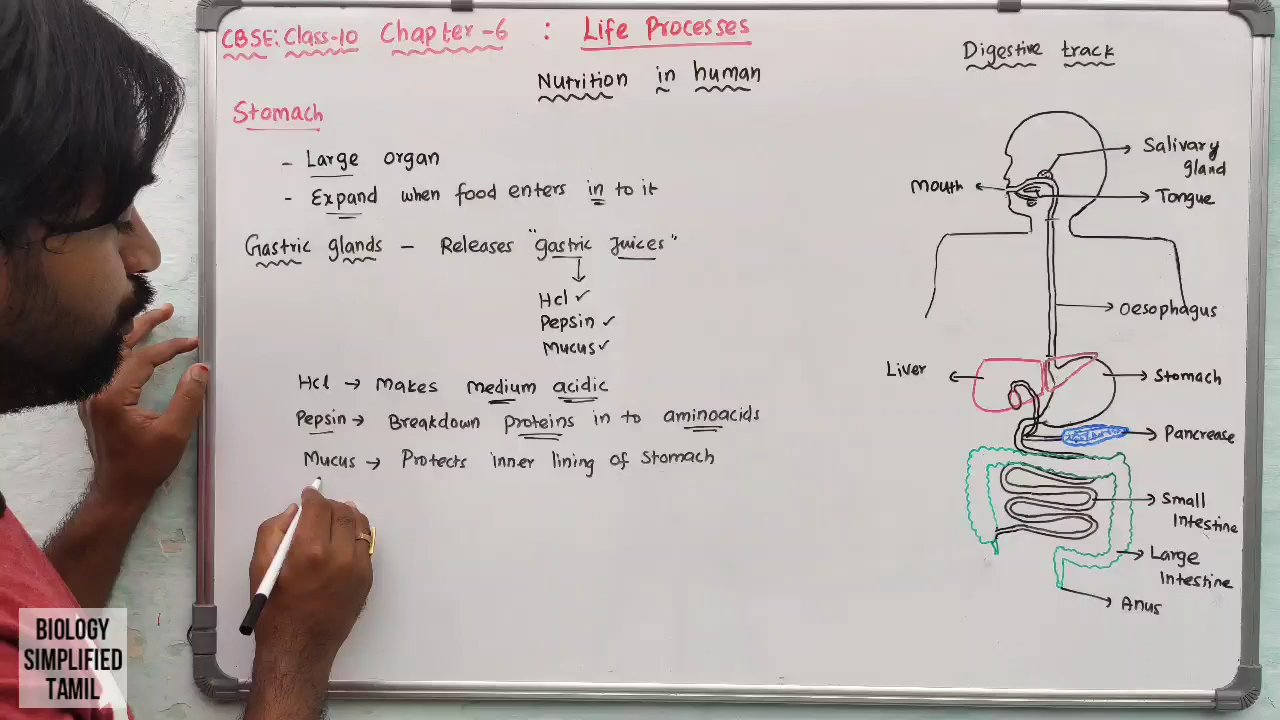 CBSE: Class-10 Chapter-6 : Life Processes
Nutrition in human
Stomach
- Large organ
- Expand when food enters in to it
Gastric glands - Releases "gastric Juices"
Hcl ✓
Pepsin ✓
Mucus ✓
Hcl → Makes medium acidic
Pepsin → Breakdown proteins in to aminoacids
Mucus → Protects inner lining of stomach
Digestive track
Salivary
gland
Mouth
Tongue
Oesophagus
Liver
Stomach
Pancrease
Small
Intestine
Large
Intestine
Anus
BIOLOGY
SIMPLIFIED
TAMIL